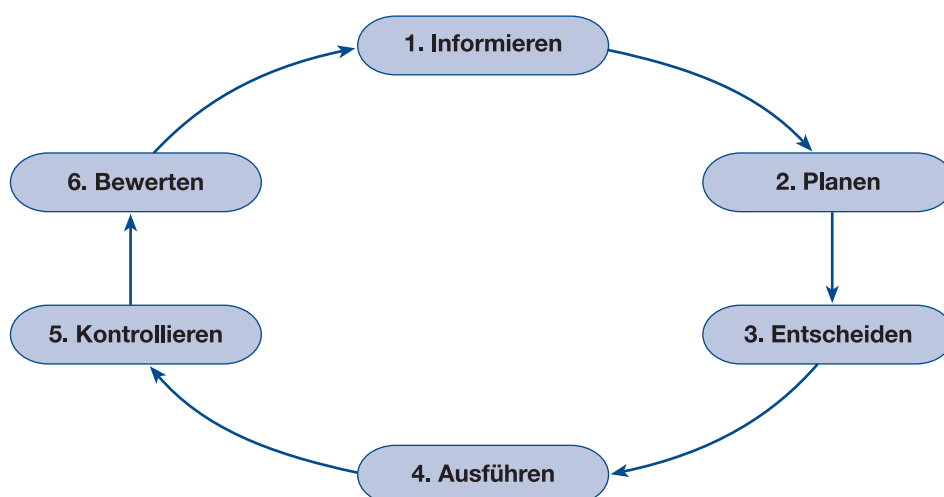 1. Informieren
2. Planen
3. Entscheiden
4. Ausführen
5. Kontrollieren
6. Bewerten